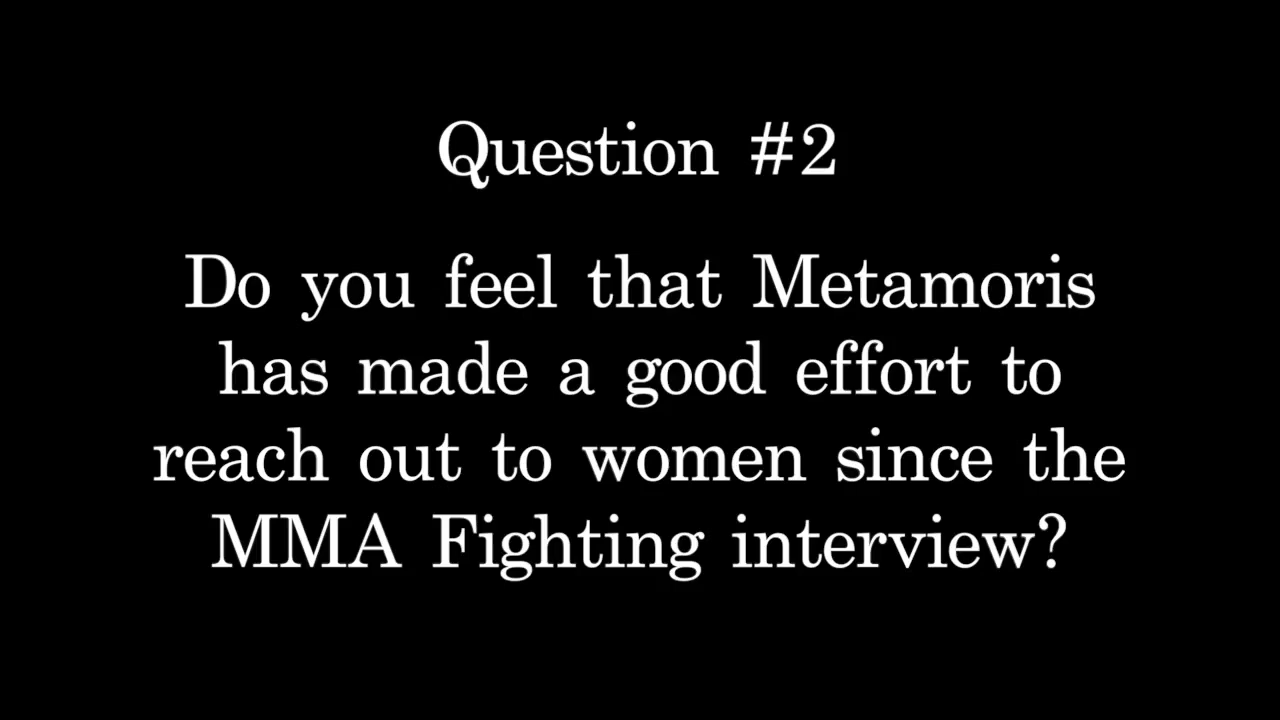 Question #2
Do you feel that Metamoris
has made a good effort to
reach out to women since the
MMA Fighting interview?